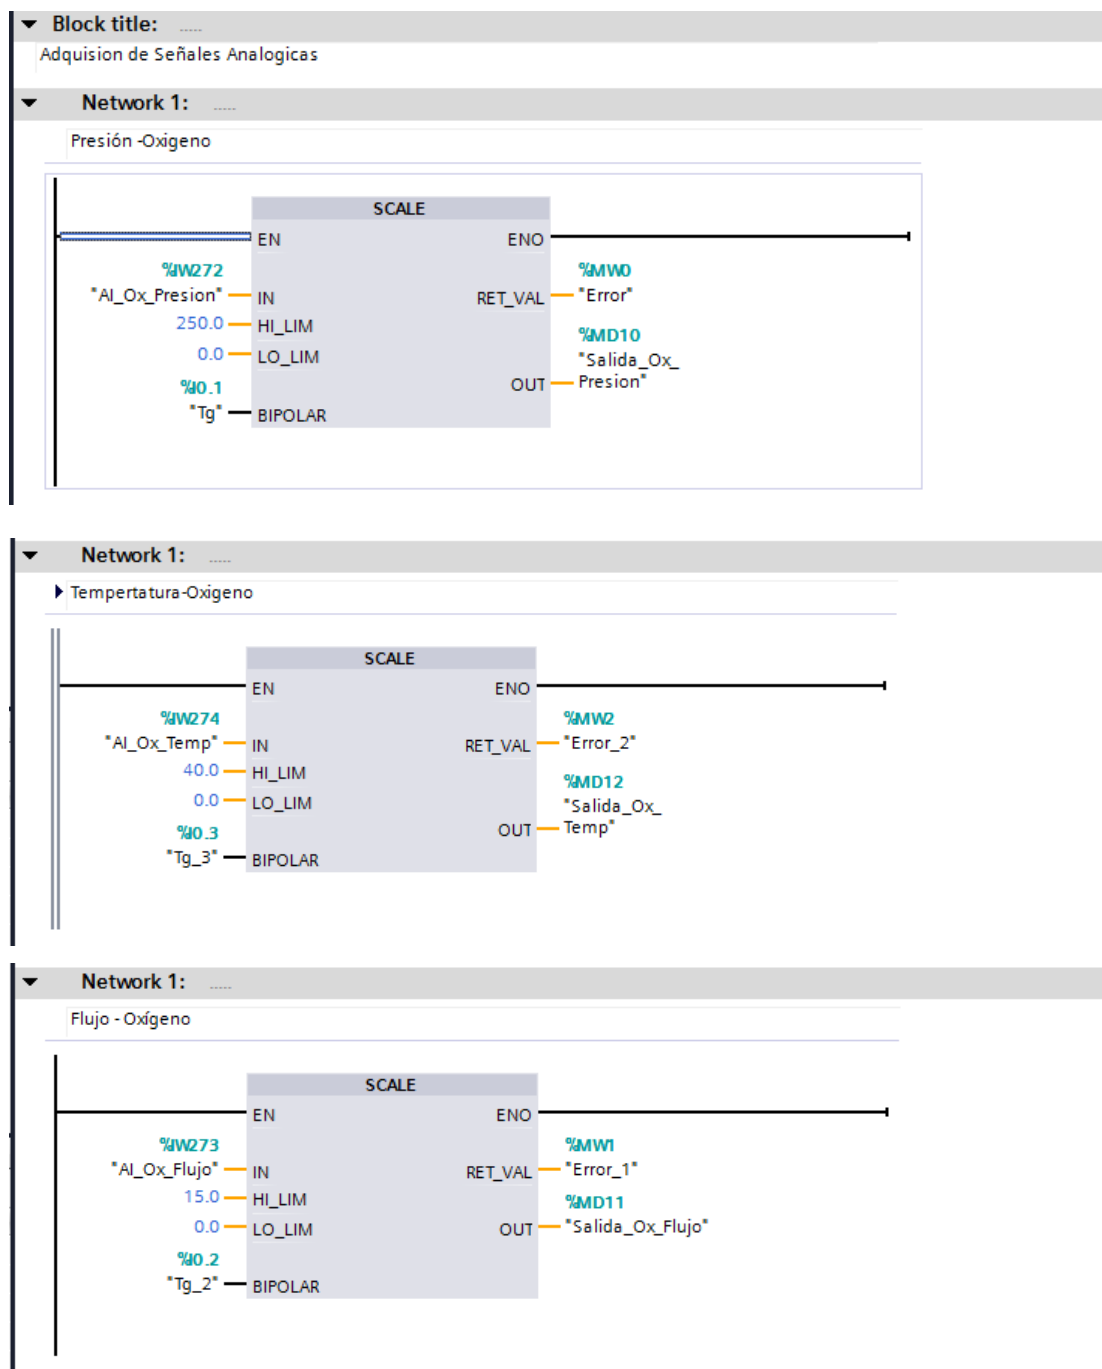 Block title: .....
Adquision de Señales Analogicas
Network 1: .....
Presión -Oxigeno
SCALE
EN ENO
%IW272
"AI_Ox_Presion" IN
%MW0
RET_VAL "Error"
250.0 HI_LIM
0.0 LO_LIM
%MD10
"Salida_Ox_
OUT Presion"
%I0.1
"Tg" BIPOLAR
Network 1: .....
Tempertatura-Oxigeno
SCALE
EN ENO
%IW274
"AI_Ox_Temp" IN
%MW2
RET_VAL "Error_2"
40.0 HI_LIM
0.0 LO_LIM
%MD12
"Salida_Ox_
OUT Temp"
%I0.3
"Tg_3" BIPOLAR
Network 1: .....
Flujo - Oxígeno
SCALE
EN ENO
%IW273
"AI_Ox_Flujo" IN
%MW1
RET_VAL "Error_1"
15.0 HI_LIM
0.0 LO_LIM
%MD11
OUT "Salida_Ox_Flujo"
%I0.2
"Tg_2" BIPOLAR